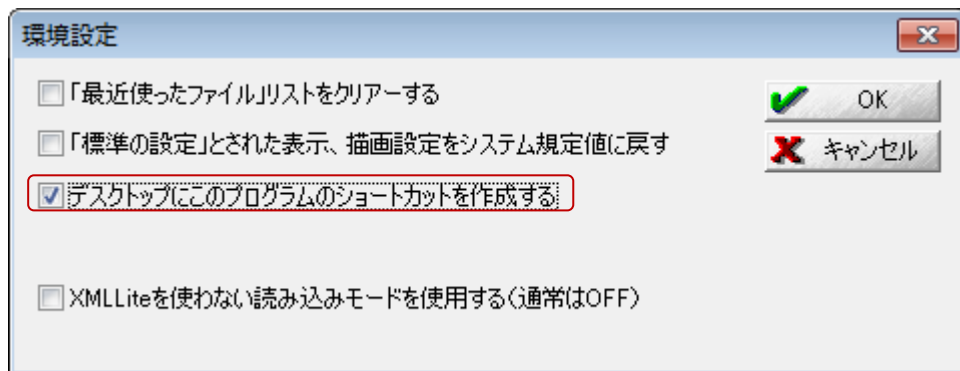 環境設定
「最近使ったファイル」リストをクリアーする
OK
「標準の設定」とされた表示、描画設定をシステム規定値に戻す
キャンセル
デスクトップにこのプログラムのショートカットを作成する
XMLLiteを使わない読み込みモードを使用する(通常はOFF)